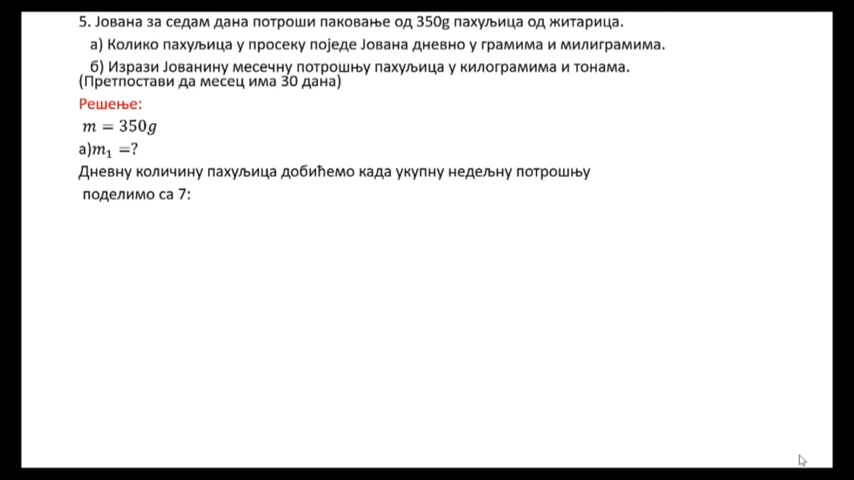 5. Јована за седам дана потроши паковање од 350g пахуљица од житарица.
а) Колико пахуљица у просеку поједе Јована дневно у грамима и милиграмима.
б) Изрази Јованину месечну потрошњу пахуљица у килограмима и тонама.
(Претпостави да месец има 30 дана)
Решење:
m = 350g
а)m₁ =?
Дневну количину пахуљица добићемо када укупну недељну потрошњу
поделимо са 7: